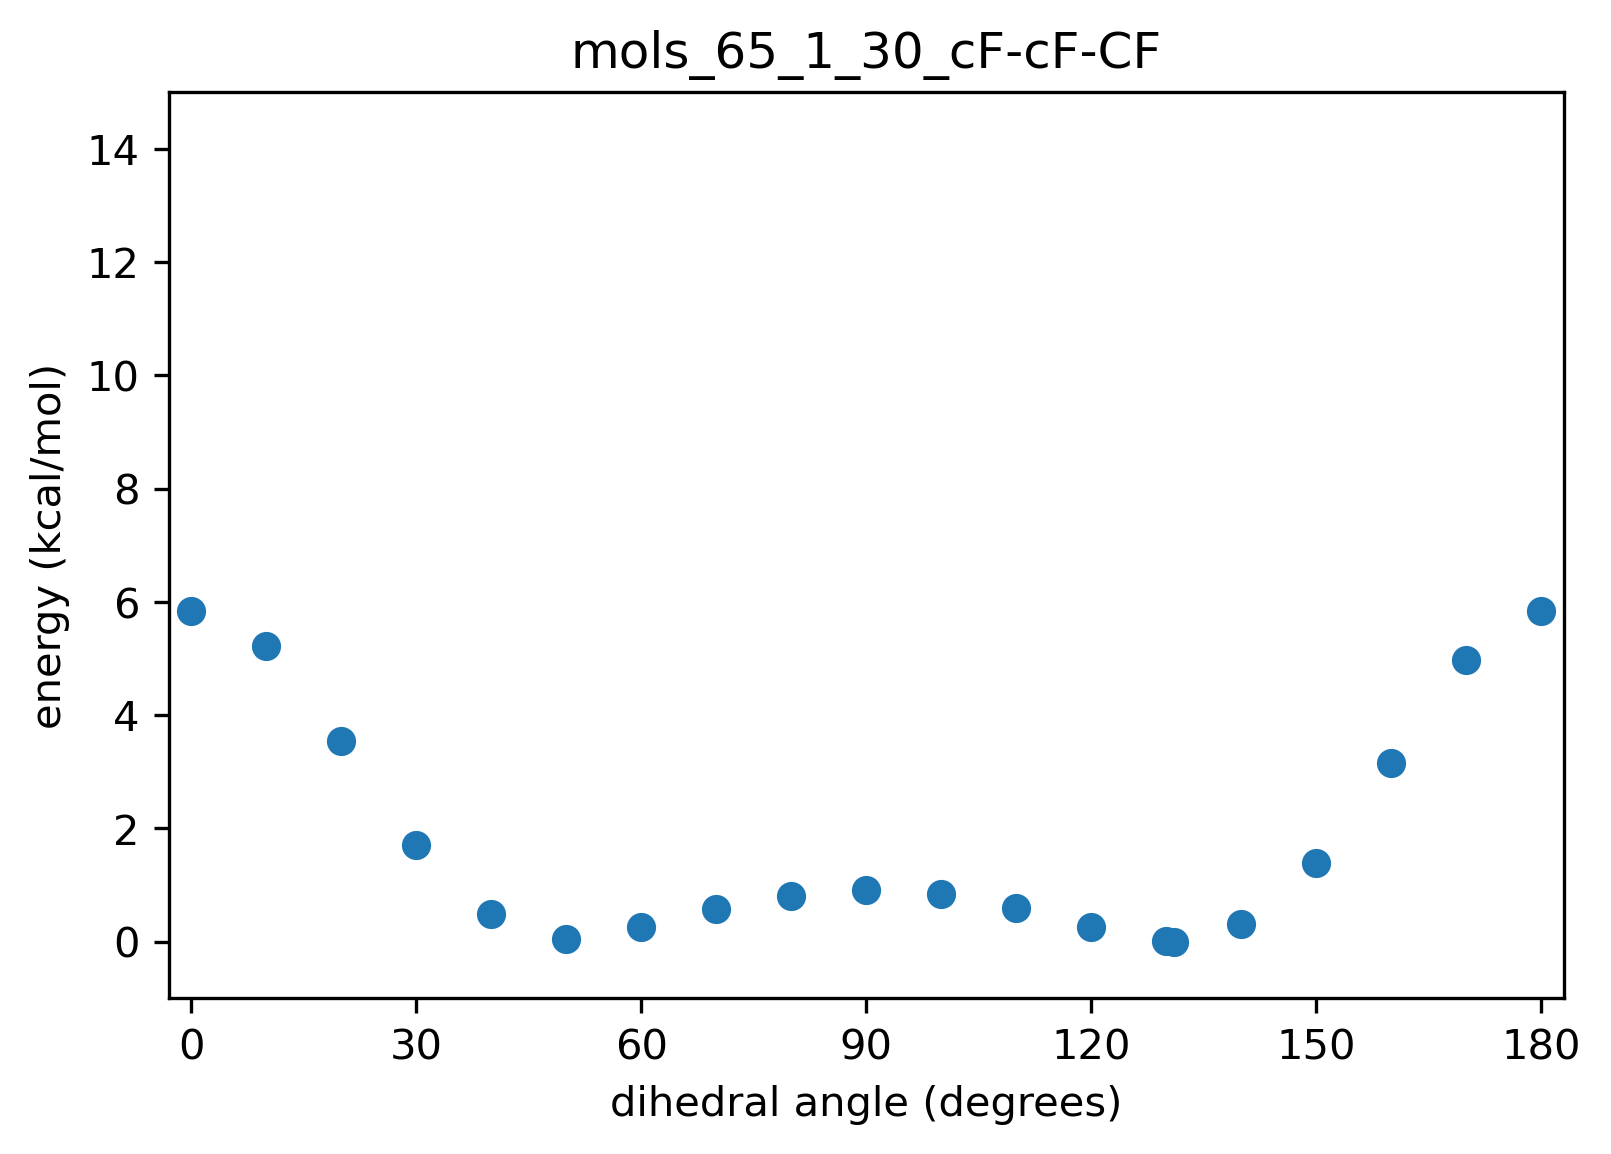 mols_65_1_30_cF-cF-CF
14
12
10
8
6
4
2
0
energy (kcal/mol)
0 30 60 90 120 150 180
dihedral angle (degrees)